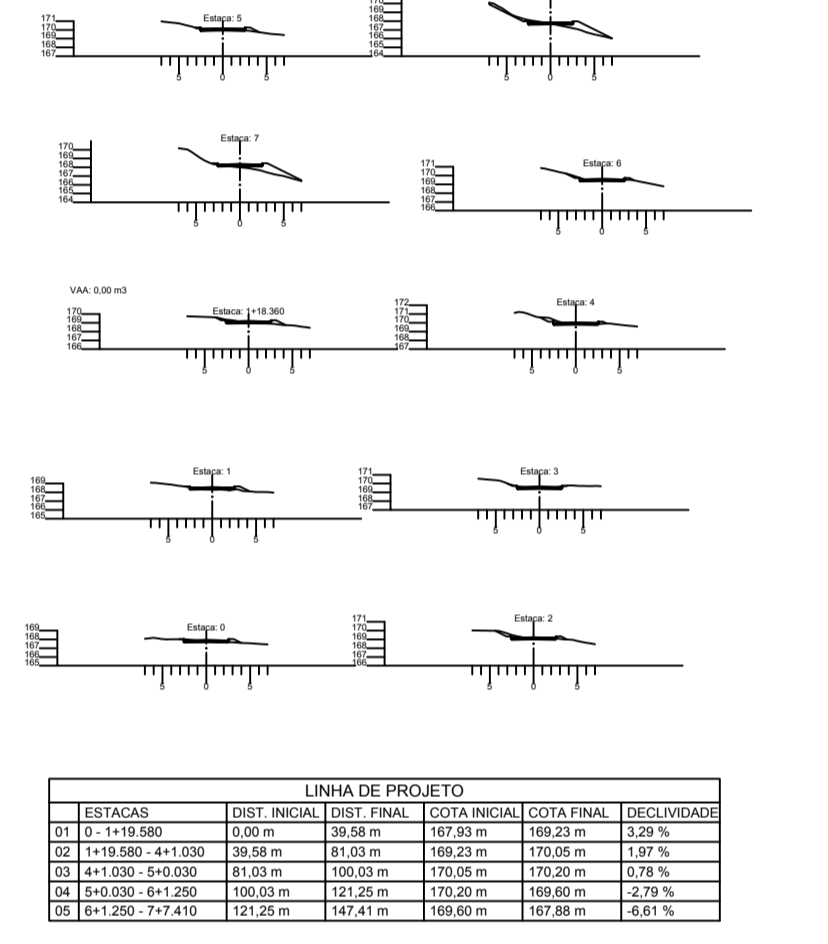 Estaca: 5
171
170
169
168
167
5 0 5
170
169
168
167
166
165
164
5 0 5
Estaca: 7
170
169
168
167
166
165
164
5 0 5
Estaca: 6
171
170
169
168
167
166
5 0 5
VAA: 0,00 m3
Estaca: 1+18.360
170
169
168
167
166
5 0 5
Estaca: 4
172
171
170
169
168
167
5 0 5
Estaca: 1
169
168
167
166
165
5 0 5
Estaca: 3
171
170
169
168
167
5 0 5
Estaca: 0
169
168
167
166
165
5 0 5
Estaca: 2
171
170
169
168
167
166
5 0 5
LINHA DE PROJETO
ESTACAS DIST. INICIAL DIST. FINAL COTA INICIAL COTA FINAL DECLIVIDADE
01 0 - 1+19.580 0,00 m 39,58 m 167,93 m 169,23 m 3,29 %
02 1+19.580 - 4+1.030 39,58 m 81,03 m 169,23 m 170,05 m 1,97 %
03 4+1.030 - 5+0.030 81,03 m 100,03 m 170,05 m 170,20 m 0,78 %
04 5+0.030 - 6+1.250 100,03 m 121,25 m 170,20 m 169,60 m -2,79 %
05 6+1.250 - 7+7.410 121,25 m 147,41 m 169,60 m 167,88 m -6,61 %